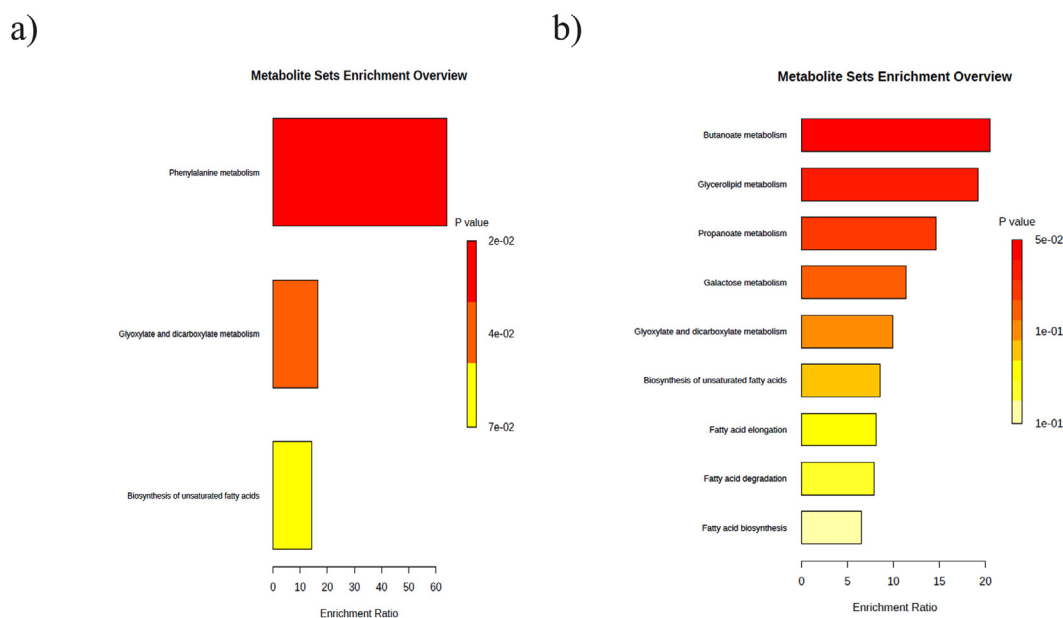 a)
Metabolite Sets Enrichment Overview
Phenylalanine metabolism
Glyoxylate and dicarboxylate metabolism
Biosynthesis of unsaturated fatty acids
P value
2e-02
4e-02
7e-02
0 10 20 30 40 50 60
Enrichment Ratio
b)
Metabolite Sets Enrichment Overview
Butanoate metabolism
Glycerolipid metabolism
Propanoate metabolism
Galactose metabolism
Glyoxylate and dicarboxylate metabolism
Biosynthesis of unsaturated fatty acids
Fatty acid elongation
Fatty acid degradation
Fatty acid biosynthesis
P value
5e-02
1e-01
1e-01
0 5 10 15 20
Enrichment Ratio